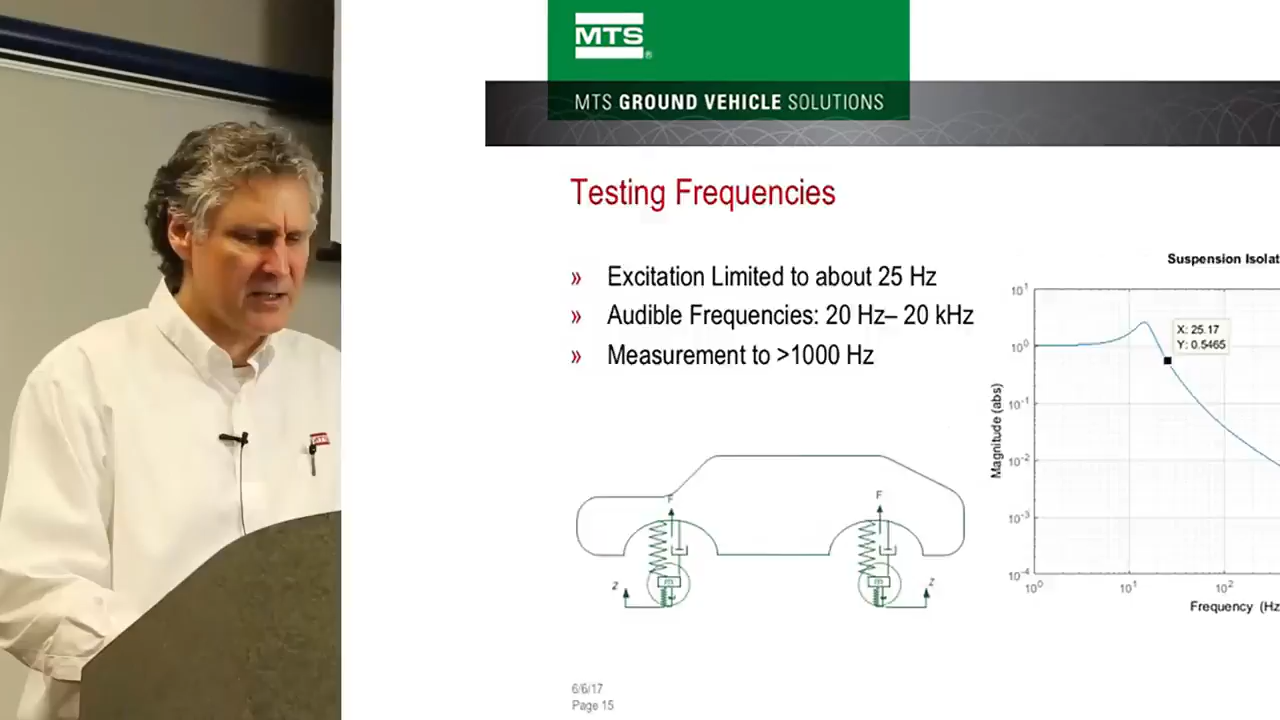 MTS
®
MTS GROUND VEHICLE SOLUTIONS
Testing Frequencies
» Excitation Limited to about 25 Hz
» Audible Frequencies: 20 Hz– 20 kHz
» Measurement to >1000 Hz
Suspension Isolat
10¹
10⁰
10⁻¹
10⁻²
10⁻³
10⁻⁴
Magnitude (abs)
X: 25.17
Y: 0.5465
10⁰ 10¹ 10²
Frequency (Hz
F F
m m
z z
MTS
6/6/17
Page 15